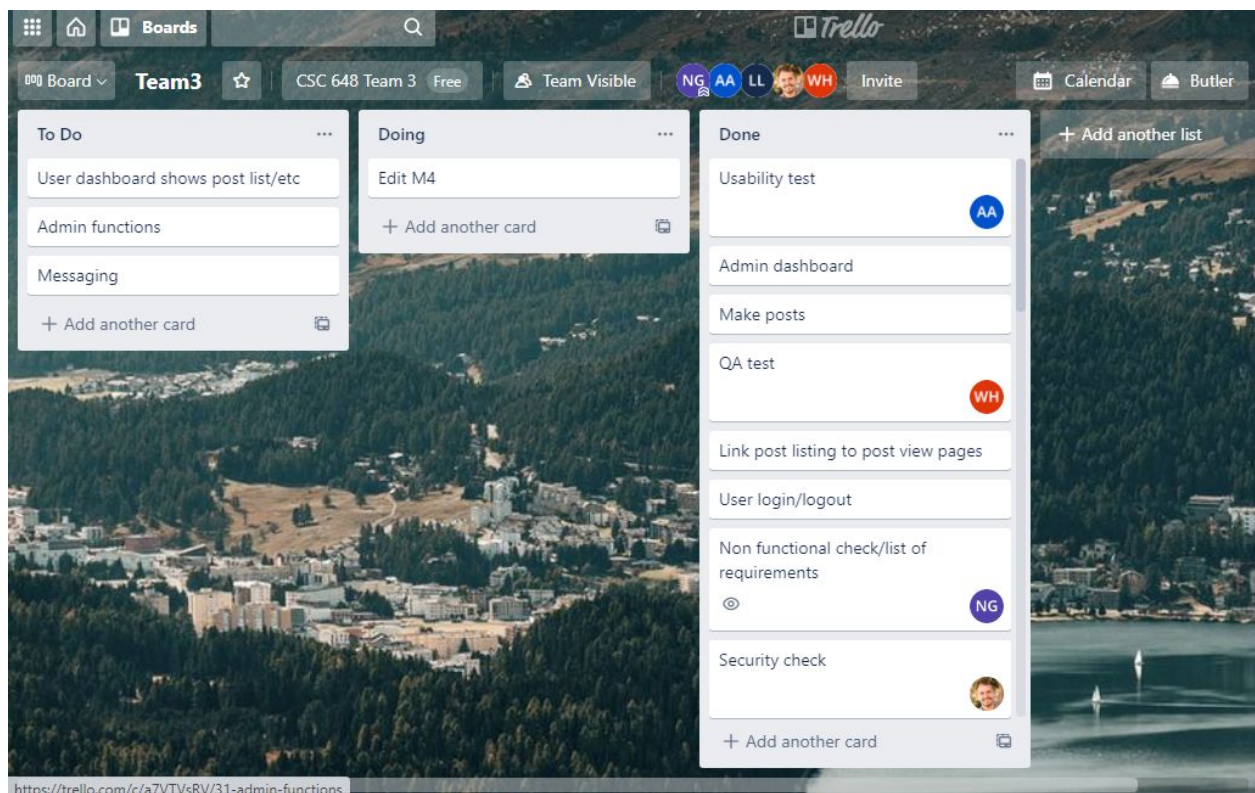 Boards
Trello
Board
Team3
CSC 648 Team 3 Free
Team Visible
NG AA LL WH
Invite
Calendar
Butler
To Do ...
User dashboard shows post list/etc
Admin functions
Messaging
+ Add another card
Doing ...
Edit M4
+ Add another card
Done ...
Usability test
AA
Admin dashboard
Make posts
QA test
WH
Link post listing to post view pages
User login/logout
Non functional check/list of
requirements
NG
Security check
+ Add another card
+ Add another list
https://trello.com/c/a7VTVsRV/31-admin-functions